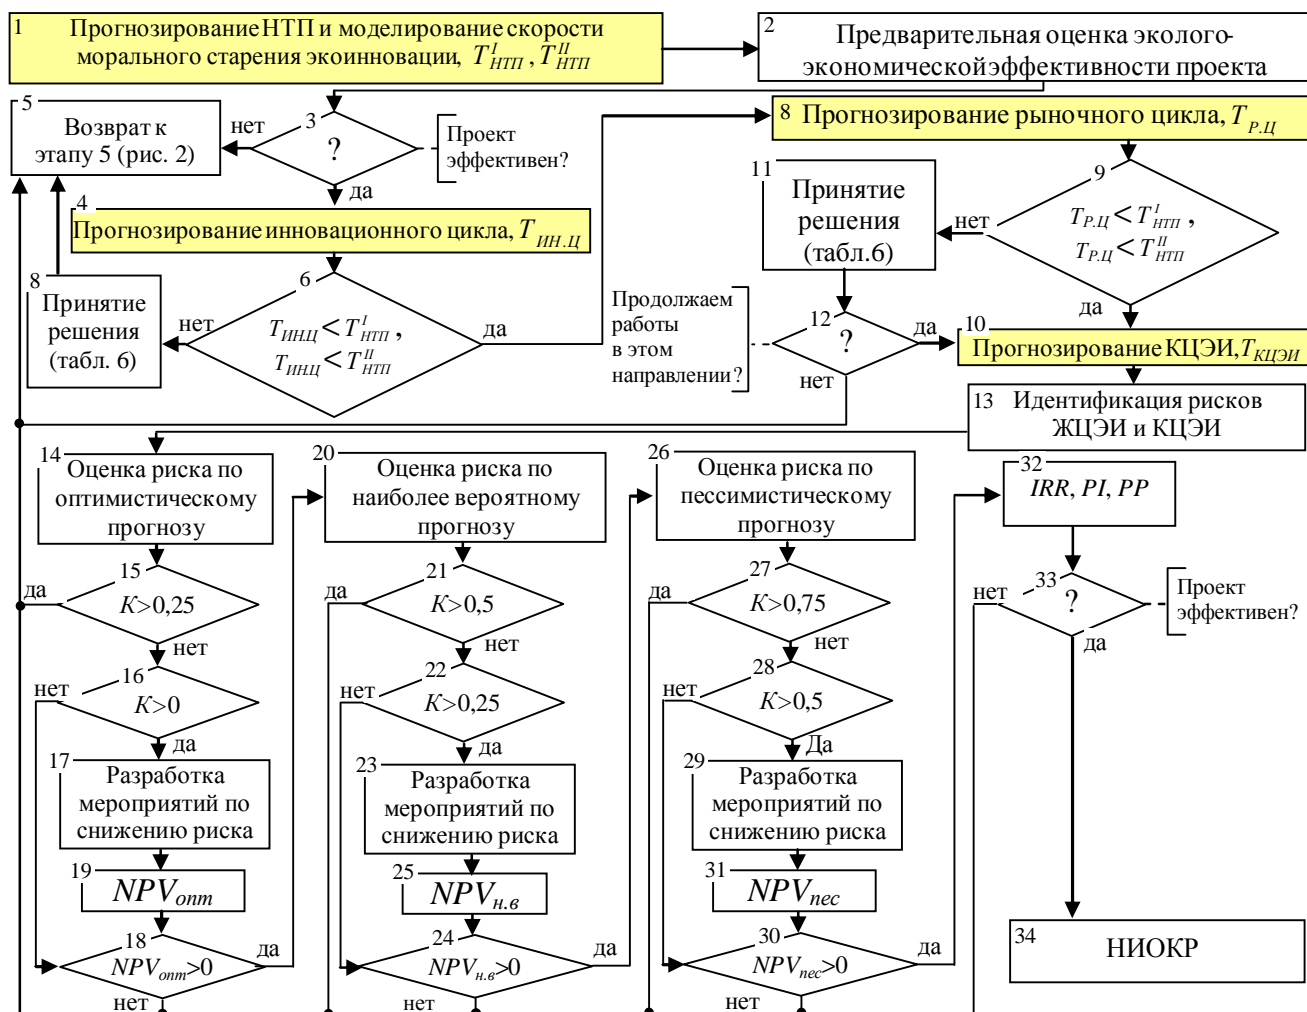 1
Прогнозирование НТП и моделирование скорости
морального старения экоинновации, T^I_НТП, T^II_НТП
2
Предварительная оценка эколого-
экономической эффективности проекта
5
Возврат к
этапу 5 (рис. 2)
нет
3
?
Проект
эффективен?
да
8 Прогнозирование рыночного цикла, T_Р.Ц
4
Прогнозирование инновационного цикла, T_ИН.Ц
11
Принятие
решения
(табл.6)
нет
9
T_Р.Ц < T^I_НТП,
T_Р.Ц < T^II_НТП
да
8
Принятие
решения
(табл. 6)
нет
6
T_ИН.Ц < T^I_НТП,
T_ИН.Ц < T^II_НТП
да
Продолжаем
работы
в этом
направлении?
12
?
да
нет
10
Прогнозирование КЦЭИ, T_КЦЭИ
13
Идентификация рисков
ЖЦЭИ и КЦЭИ
14
Оценка риска по
оптимистическому
прогнозу
15
K>0,25
да
нет
16
K>0
нет
да
17
Разработка
мероприятий по
снижению риска
19
NPV_опт
18
NPV_опт>0
да
нет
20
Оценка риска по
наиболее вероятному
прогнозу
21
K>0,5
да
нет
22
K>0,25
нет
да
23
Разработка
мероприятий по
снижению риска
25
NPV_н.в
24
NPV_н.в>0
да
нет
26
Оценка риска по
пессимистическому
прогнозу
27
K>0,75
да
нет
28
K>0,5
нет
Да
29
Разработка
мероприятий по
снижению риска
31
NPV_пес
30
NPV_пес>0
да
нет
32
IRR, PI, PP
33
?
нет
да
Проект
эффективен?
34
НИОКР